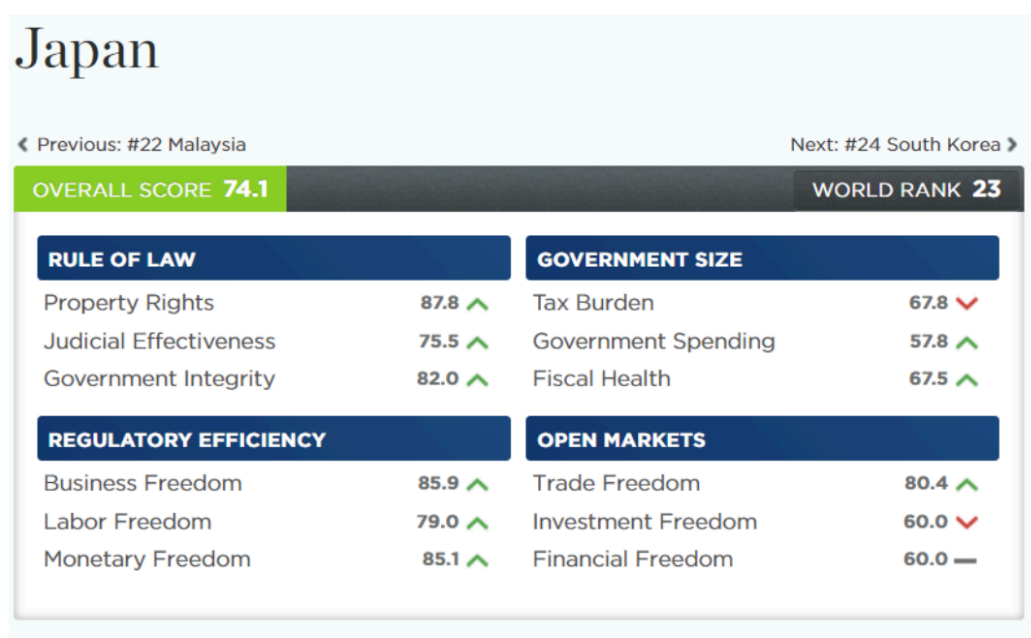 Japan
Previous: #22 Malaysia
Next: #24 South Korea
OVERALL SCORE 74.1
WORLD RANK 23
RULE OF LAW
Property Rights 87.8
Judicial Effectiveness 75.5
Government Integrity 82.0
GOVERNMENT SIZE
Tax Burden 67.8
Government Spending 57.8
Fiscal Health 67.5
REGULATORY EFFICIENCY
Business Freedom 85.9
Labor Freedom 79.0
Monetary Freedom 85.1
OPEN MARKETS
Trade Freedom 80.4
Investment Freedom 60.0
Financial Freedom 60.0